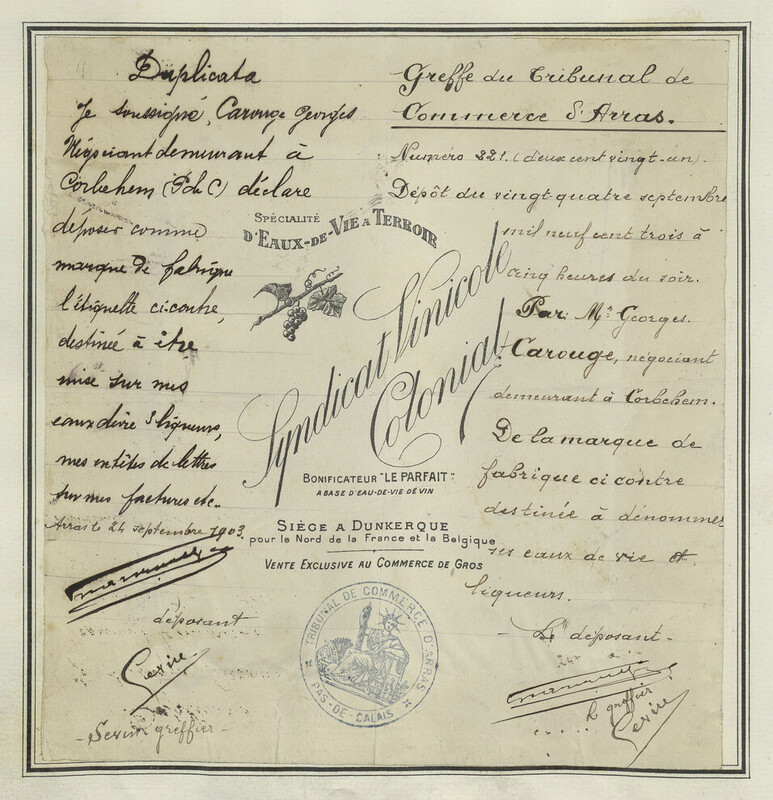 Duplicata
Je soussigné, Carouge Georges
Négociant demeurant à
Corbehem (P de C) déclare
déposer comme
marque de fabrique
l'étiquette ci contre,
destinée à être
mise sur mes
eaux de vie & liqueurs,
mes entêtes de lettres
sur mes factures etc.
Arras le 24 septembre 1903.
déposant
Greffier
SPÉCIALITÉ
D'EAUX-DE-VIE À TERROIR
Syndicat Vinicole
Colonial
BONIFICATEUR "LE PARFAIT"
A BASE D'EAU-DE-VIE DE VIN
SIÈGE A DUNKERQUE
pour le Nord de la France et la Belgique
VENTE EXCLUSIVE AU COMMERCE DE GROS
TRIBUNAL DE COMMERCE D'ARRAS
PAS-DE-CALAIS
Greffe du Tribunal de
Commerce d'Arras.
Numéro 221. (deux cent vingt-un).
Dépôt du vingt quatre septembre
mil neuf cent trois à
cinq heures du soir.
Par: Mr Georges.
Carouge, négociant
demeurant à Corbehem.
De la marque de
fabrique ci contre
destinée à dénommer
ses eaux de vie et
liqueurs.
Le déposant
le greffier